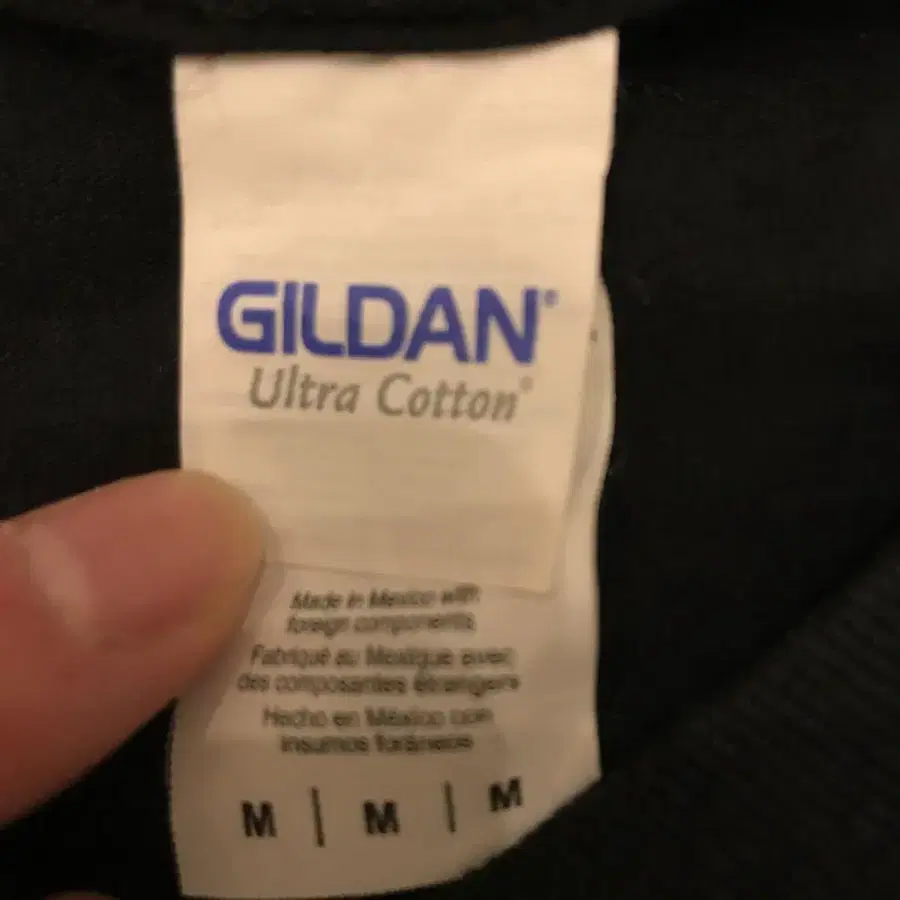 GILDAN®
Ultra Cotton®
Made in Mexico with
foreign components
Fabriqué au Mexique avec
des composantes étrangers
Hecho en México con
insumos foráneos
M | M | M